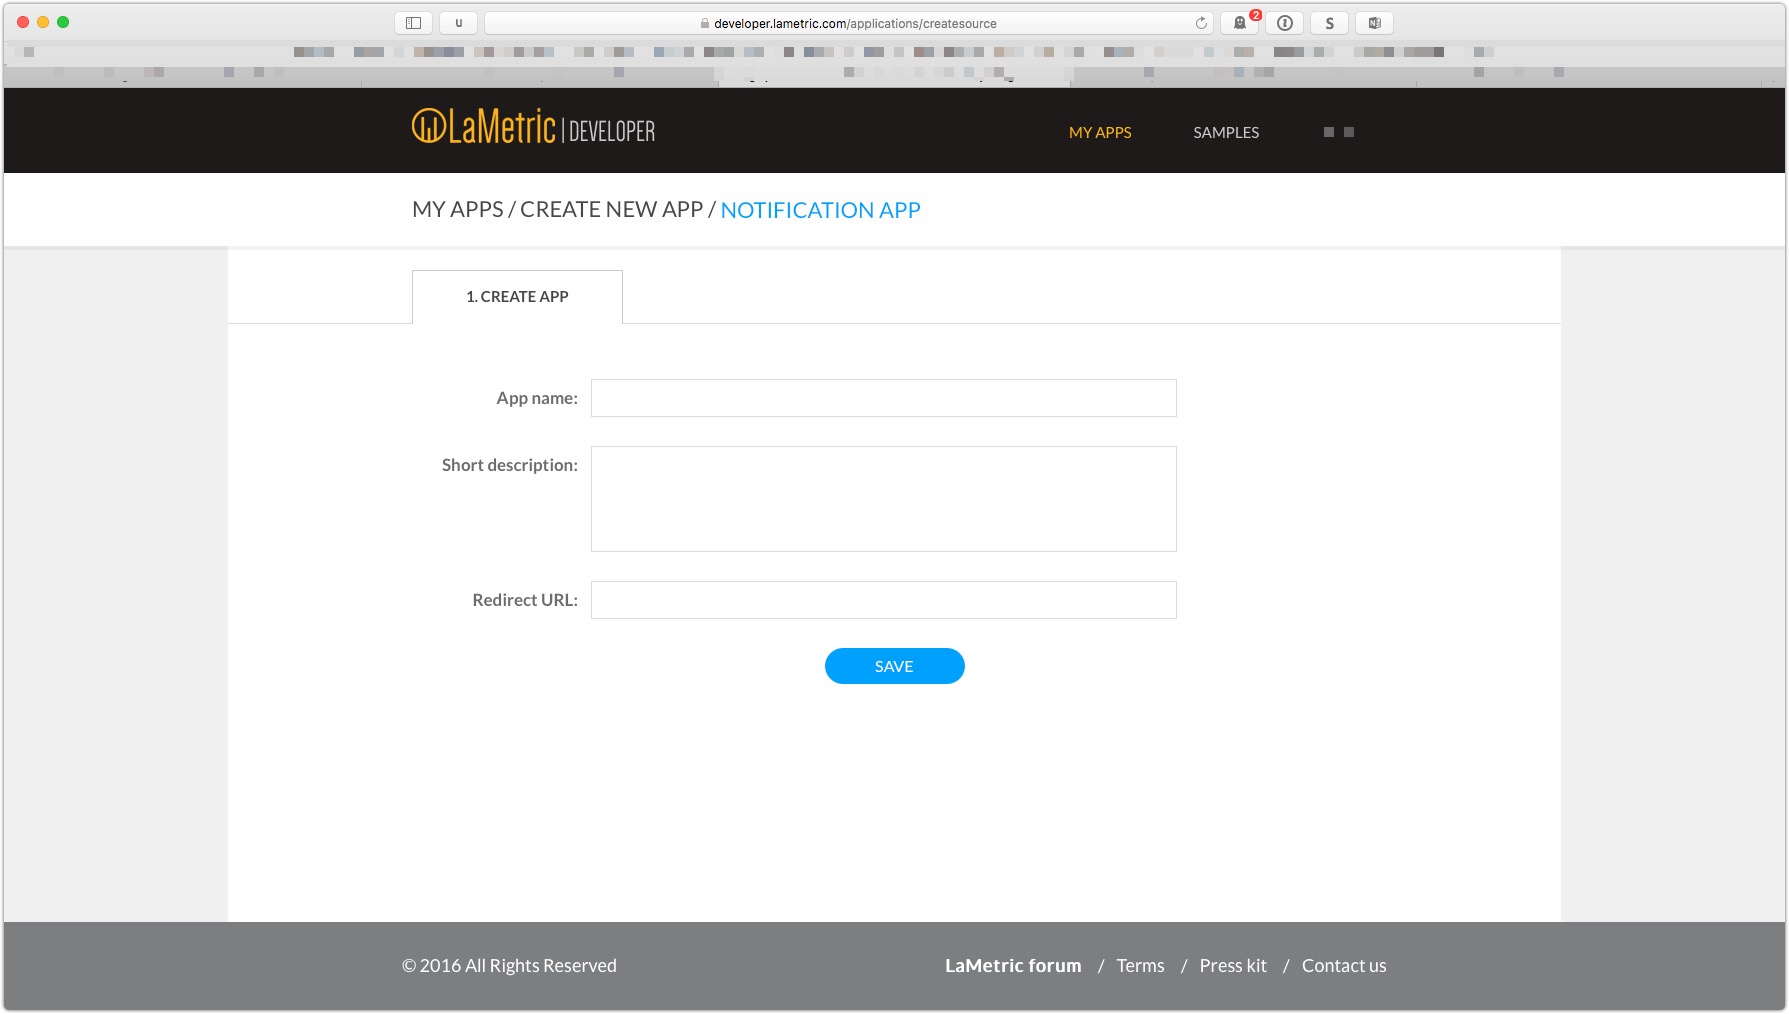 u
developer.lametric.com/applications/createsource
2
S
N
LaMetric | DEVELOPER
MY APPS
SAMPLES
MY APPS / CREATE NEW APP / NOTIFICATION APP
1. CREATE APP
App name:
Short description:
Redirect URL:
SAVE
© 2016 All Rights Reserved
LaMetric forum / Terms / Press kit / Contact us